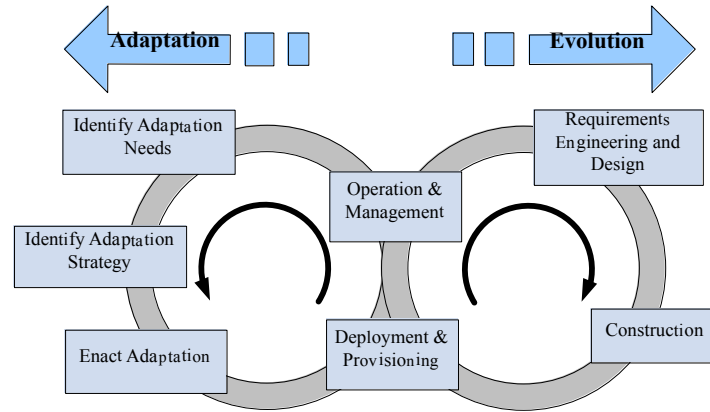 Adaptation
Evolution
Identify Adaptation
Needs
Requirements
Engineering and
Design
Operation &
Management
Identify Adaptation
Strategy
Enact Adaptation
Deployment &
Provisioning
Construction